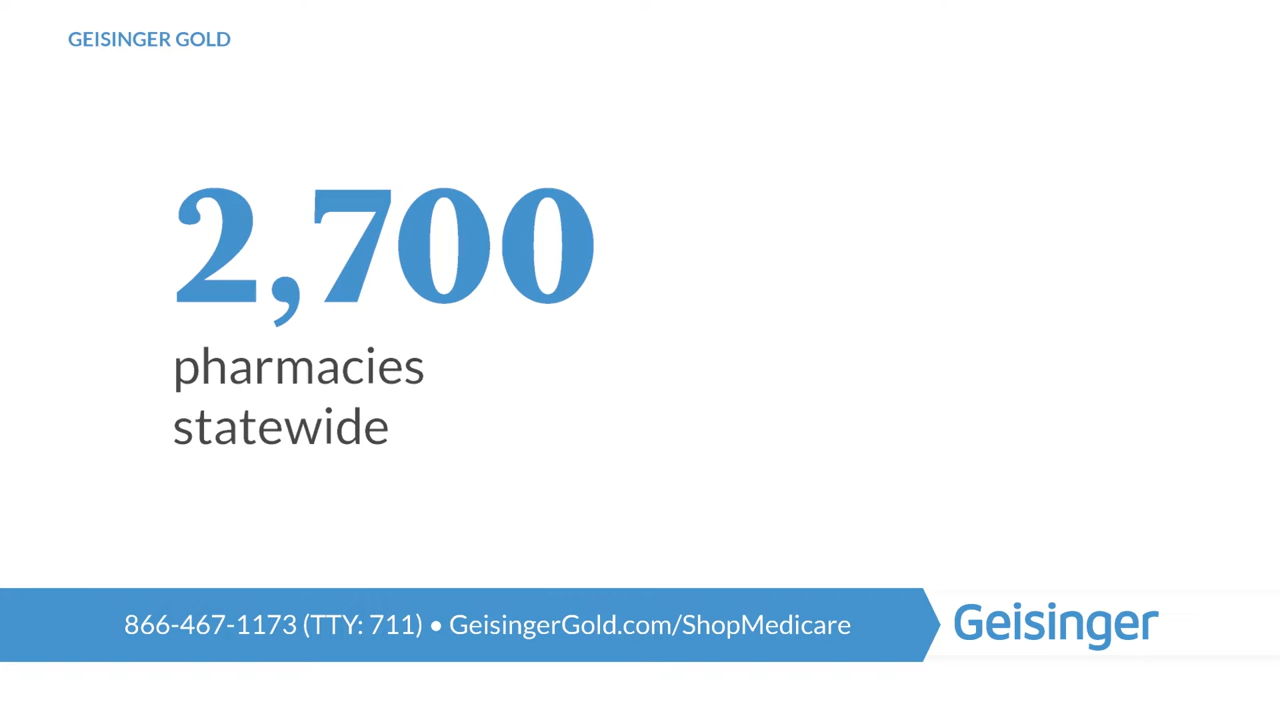 GEISINGER GOLD
2,700
pharmacies
statewide
866-467-1173 (TTY: 711) • GeisingerGold.com/ShopMedicare
Geisinger